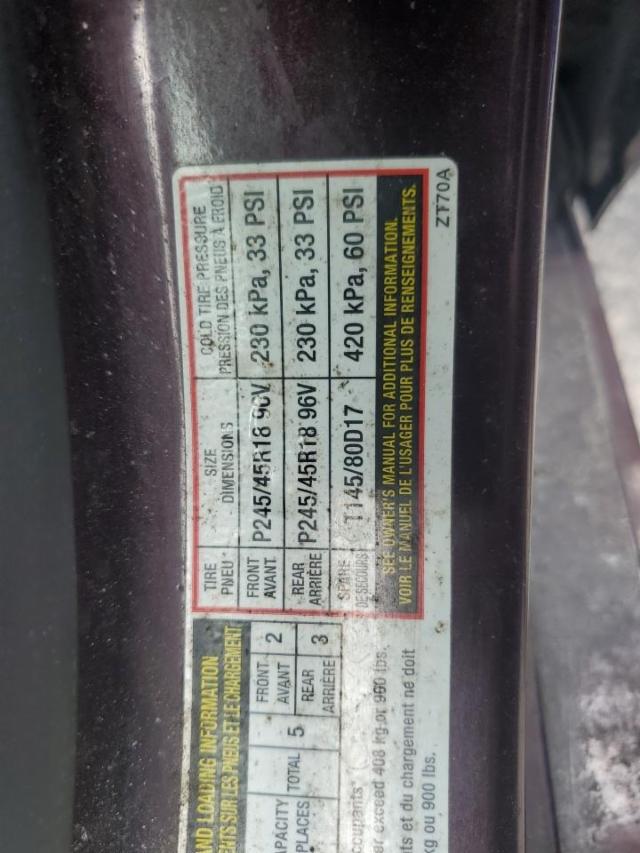 AND LOADING INFORMATION
ENTS SUR LES PNEUS ET LE CHARGEMENT
APACITY TOTAL 5 FRONT AVANT 2 REAR ARRIÈRE 3
PLACES
ccupants
er exceed 408 kg or 900 lbs.
ts et du chargement ne doit
kg ou 900 lbs.
TIRE SIZE COLD TIRE PRESSURE
PNEU DIMENSIONS PRESSION DES PNEUS À FROID
FRONT AVANT P245/45R18 96V 230 kPa, 33 PSI
REAR ARRIÈRE P245/45R18 96V 230 kPa, 33 PSI
SPARE DE SECOURS T145/80D17 420 kPa, 60 PSI
SEE OWNER'S MANUAL FOR ADDITIONAL INFORMATION.
VOIR LE MANUEL DE L'USAGER POUR PLUS DE RENSEIGNEMENTS.
ZT70A